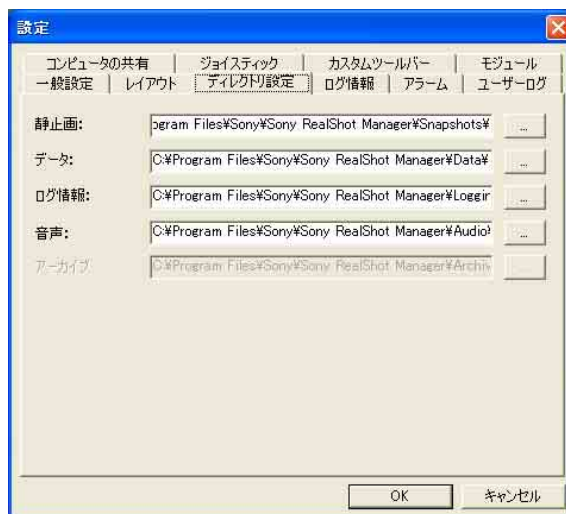 設定
コンピュータの共有 ジョイスティック カスタムツールバー モジュール
一般設定 レイアウト ディレクトリ設定 ログ情報 アラーム ユーザーログ
静止画: ogram Files¥Sony¥Sony RealShot Manager¥Snapshots¥ ...
データ: C:¥Program Files¥Sony¥Sony RealShot Manager¥Data¥ ...
ログ情報: C:¥Program Files¥Sony¥Sony RealShot Manager¥Loggin ...
音声: C:¥Program Files¥Sony¥Sony RealShot Manager¥Audio¥ ...
アーカイブ C:¥Program Files¥Sony¥Sony RealShot Manager¥Archiv ...
OK キャンセル